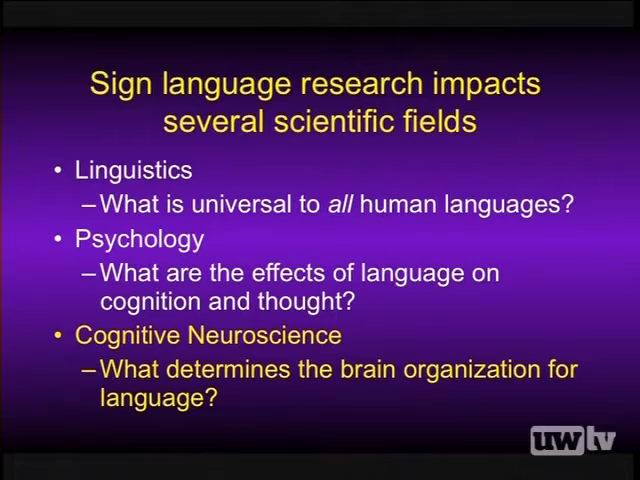 Sign language research impacts
several scientific fields
• Linguistics
–What is universal to all human languages?
• Psychology
–What are the effects of language on
cognition and thought?
• Cognitive Neuroscience
–What determines the brain organization for
language?
uwtv